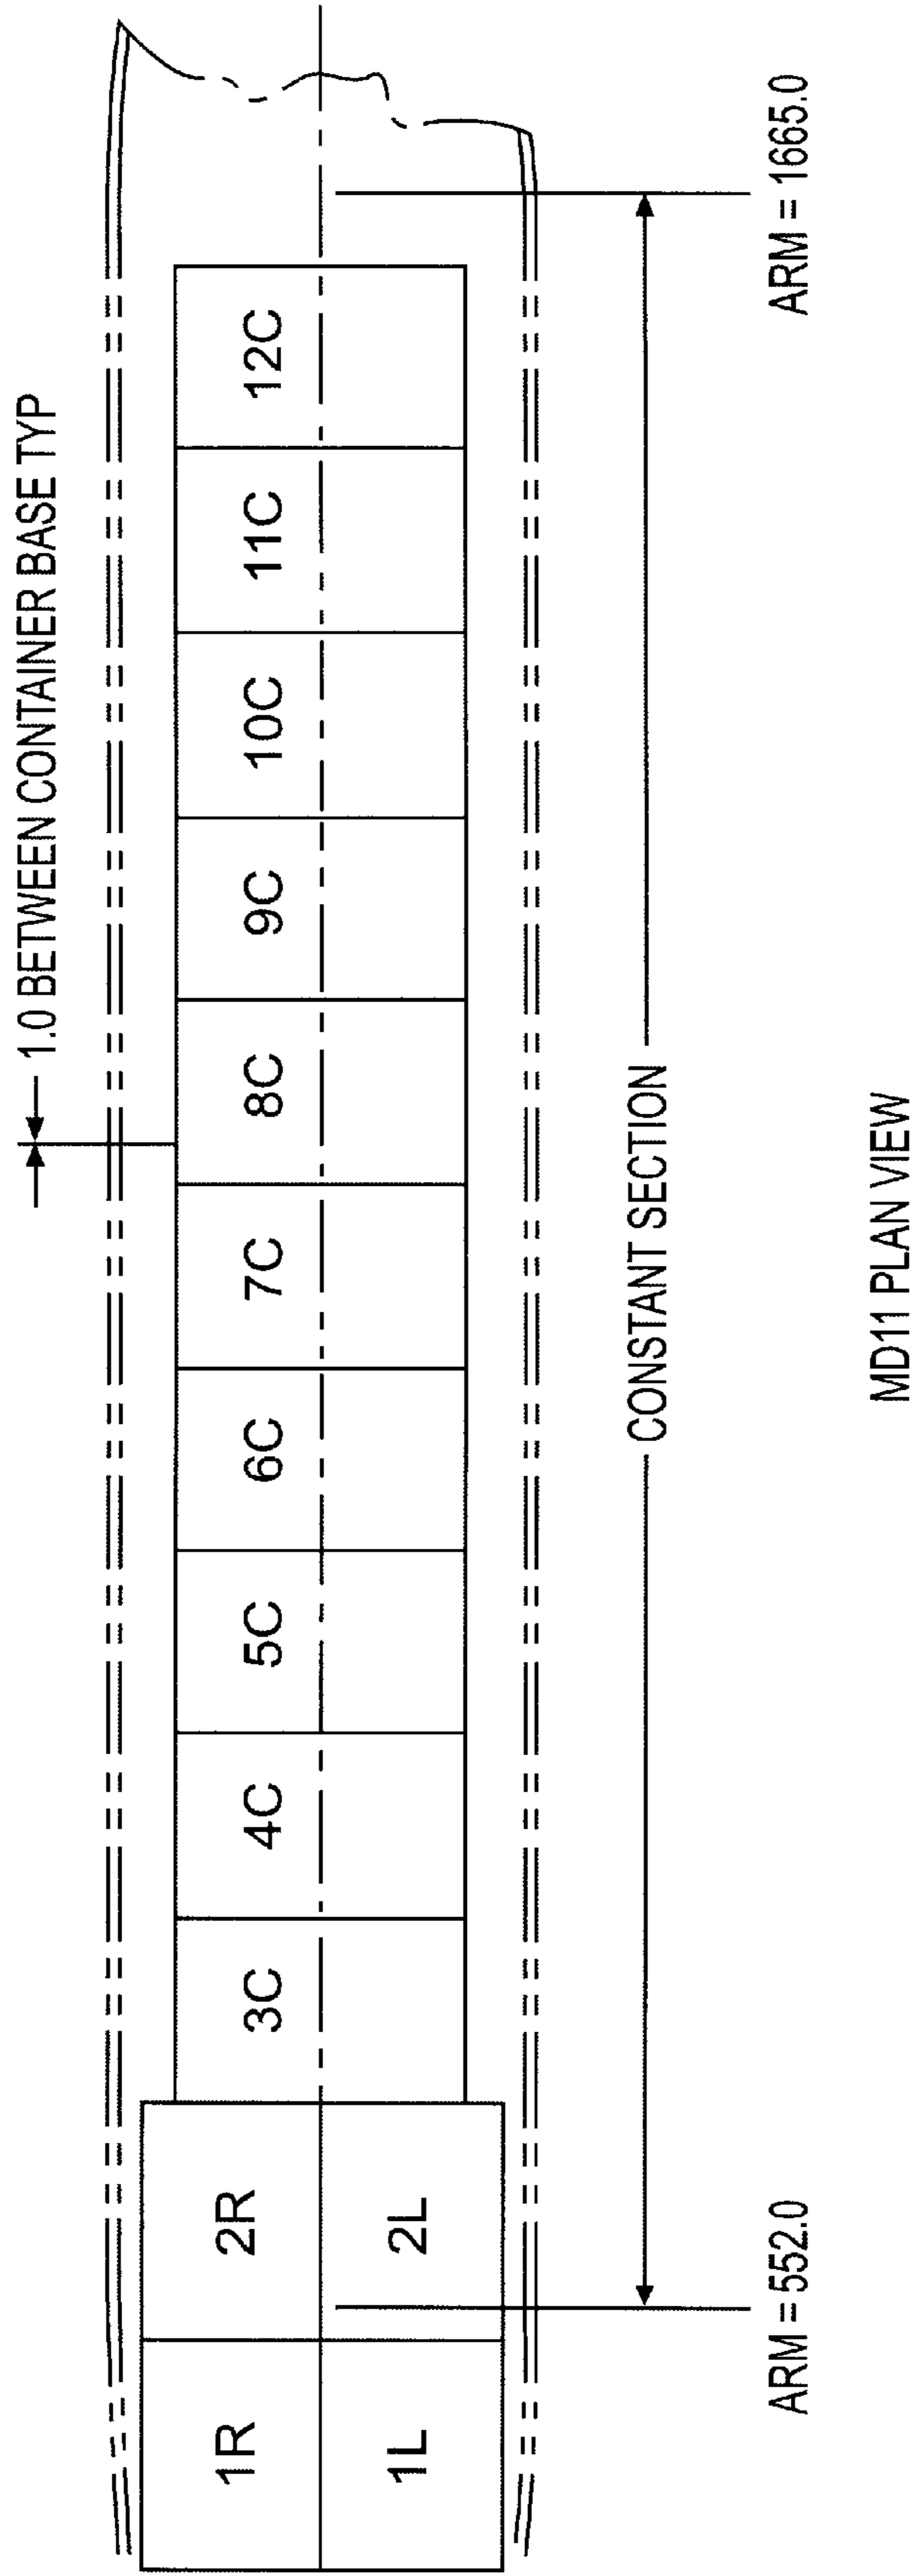 1.0 BETWEEN CONTAINER BASE TYP
1R
2R
3C
4C
5C
6C
7C
8C
9C
10C
11C
12C
1L
2L
CONSTANT SECTION
ARM = 552.0
ARM = 1665.0
MD11 PLAN VIEW